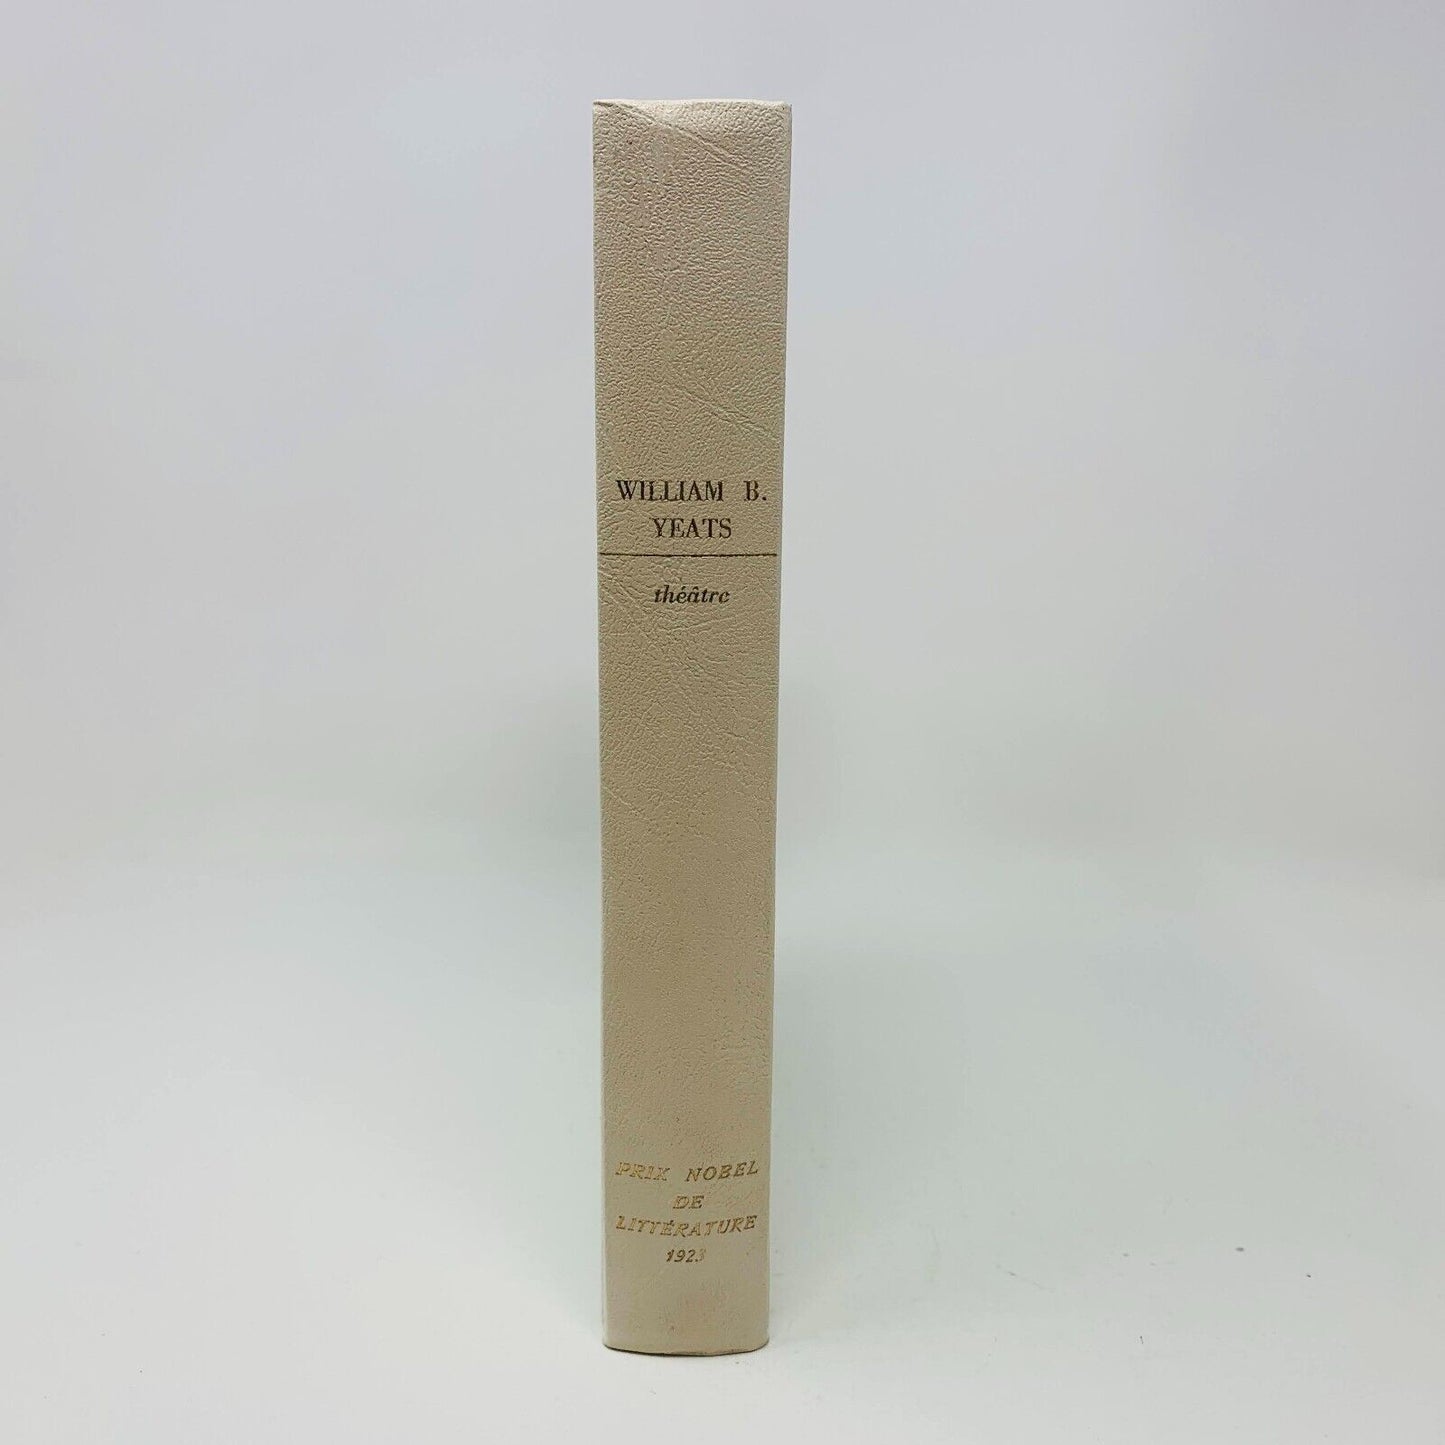 WILLIAM B.
YEATS
théâtre
PRIX NOBEL
DE
LITTÉRATURE
1923